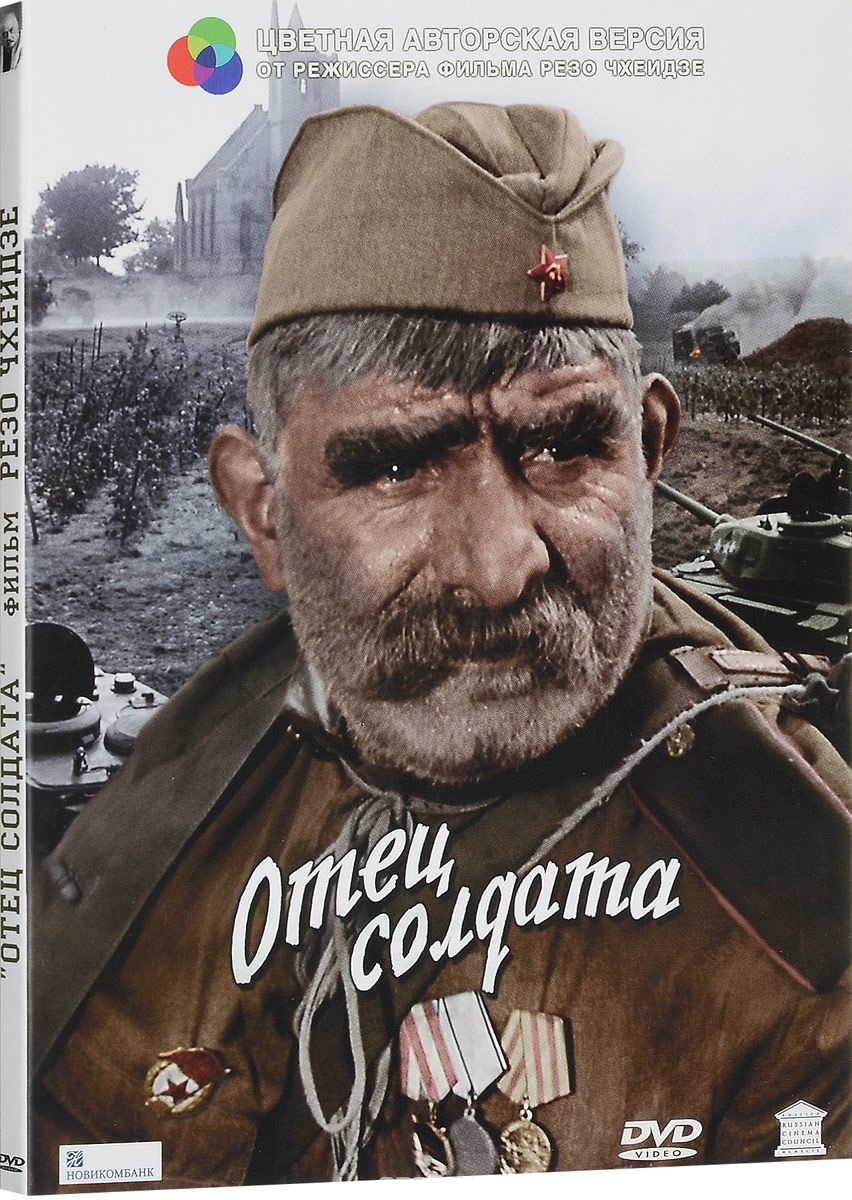 ЦВЕТНАЯ АВТОРСКАЯ ВЕРСИЯ
ОТ РЕЖИССЕРА ФИЛЬМА РЕЗО ЧХЕИДЗЕ
"ОТЕЦ СОЛДАТА" ФИЛЬМ РЕЗО ЧХЕИДЗЕ
Отец
солдата
НОВИКОМБАНК
DVD
VIDEO
RUSSIAN
CINEMA
COUNCIL
DVD